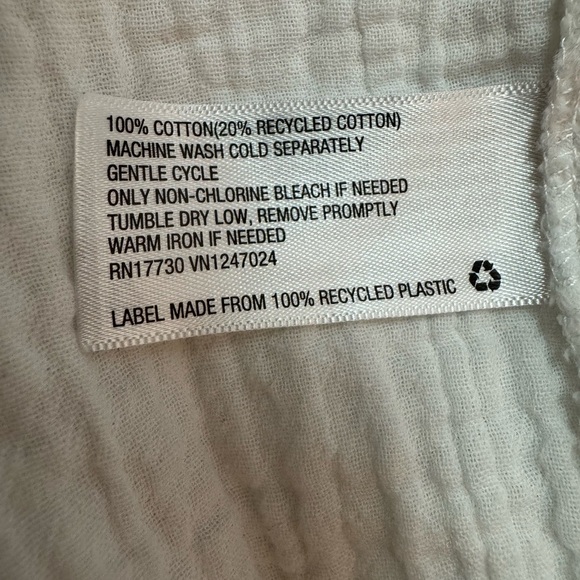 100% COTTON(20% RECYCLED COTTON)
MACHINE WASH COLD SEPARATELY
GENTLE CYCLE
ONLY NON-CHLORINE BLEACH IF NEEDED
TUMBLE DRY LOW, REMOVE PROMPTLY
WARM IRON IF NEEDED
RN17730 VN1247024
LABEL MADE FROM 100% RECYCLED PLASTIC